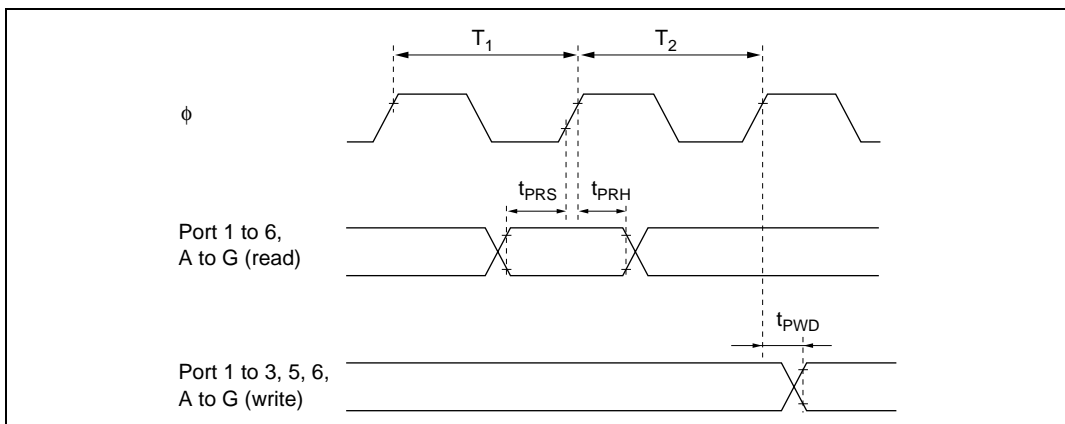 T1
T2
ϕ
tPRS
tPRH
Port 1 to 6,
A to G (read)
tPWD
Port 1 to 3, 5, 6,
A to G (write)